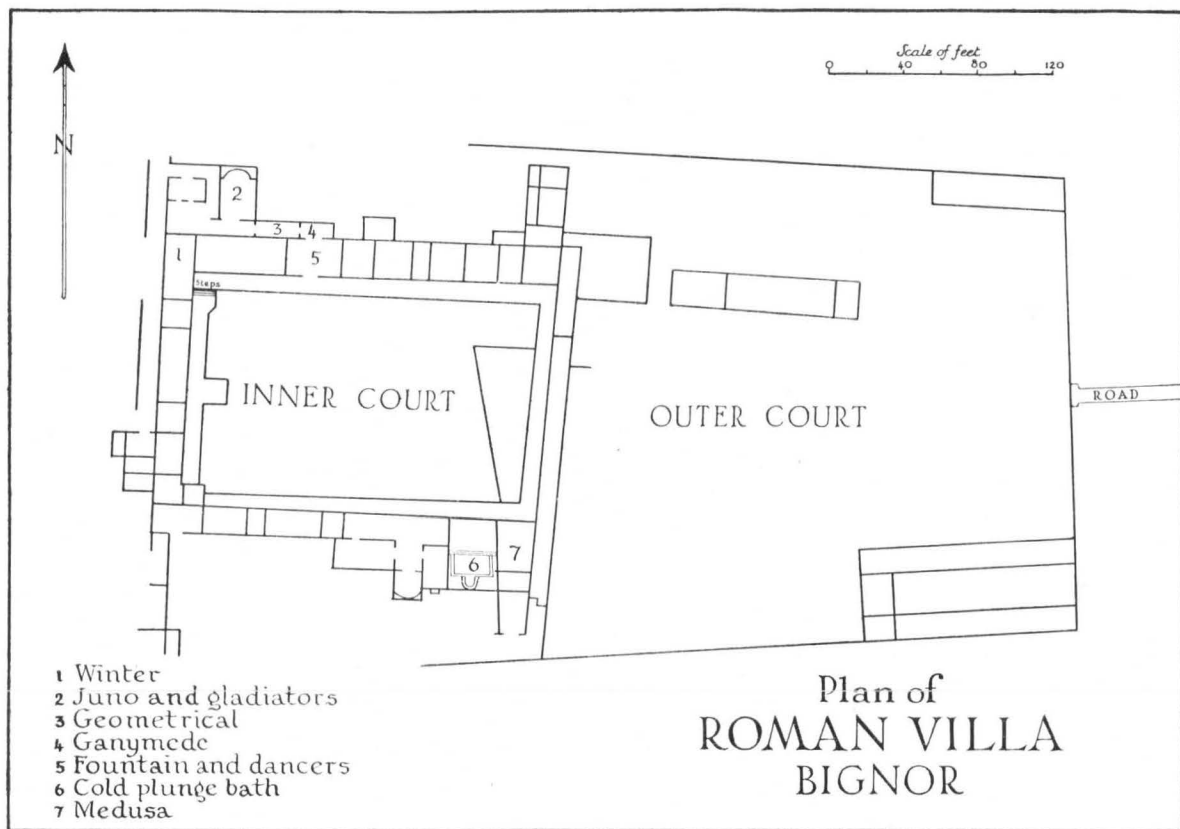 Scale of feet
0 40 80 120
N
2
3 4
1
5
Steps
INNER COURT
OUTER COURT
ROAD
7
6
1 Winter
2 Juno and gladiators
3 Geometrical
4 Ganymede
5 Fountain and dancers
6 Cold plunge bath
7 Medusa
Plan of
ROMAN VILLA
BIGNOR